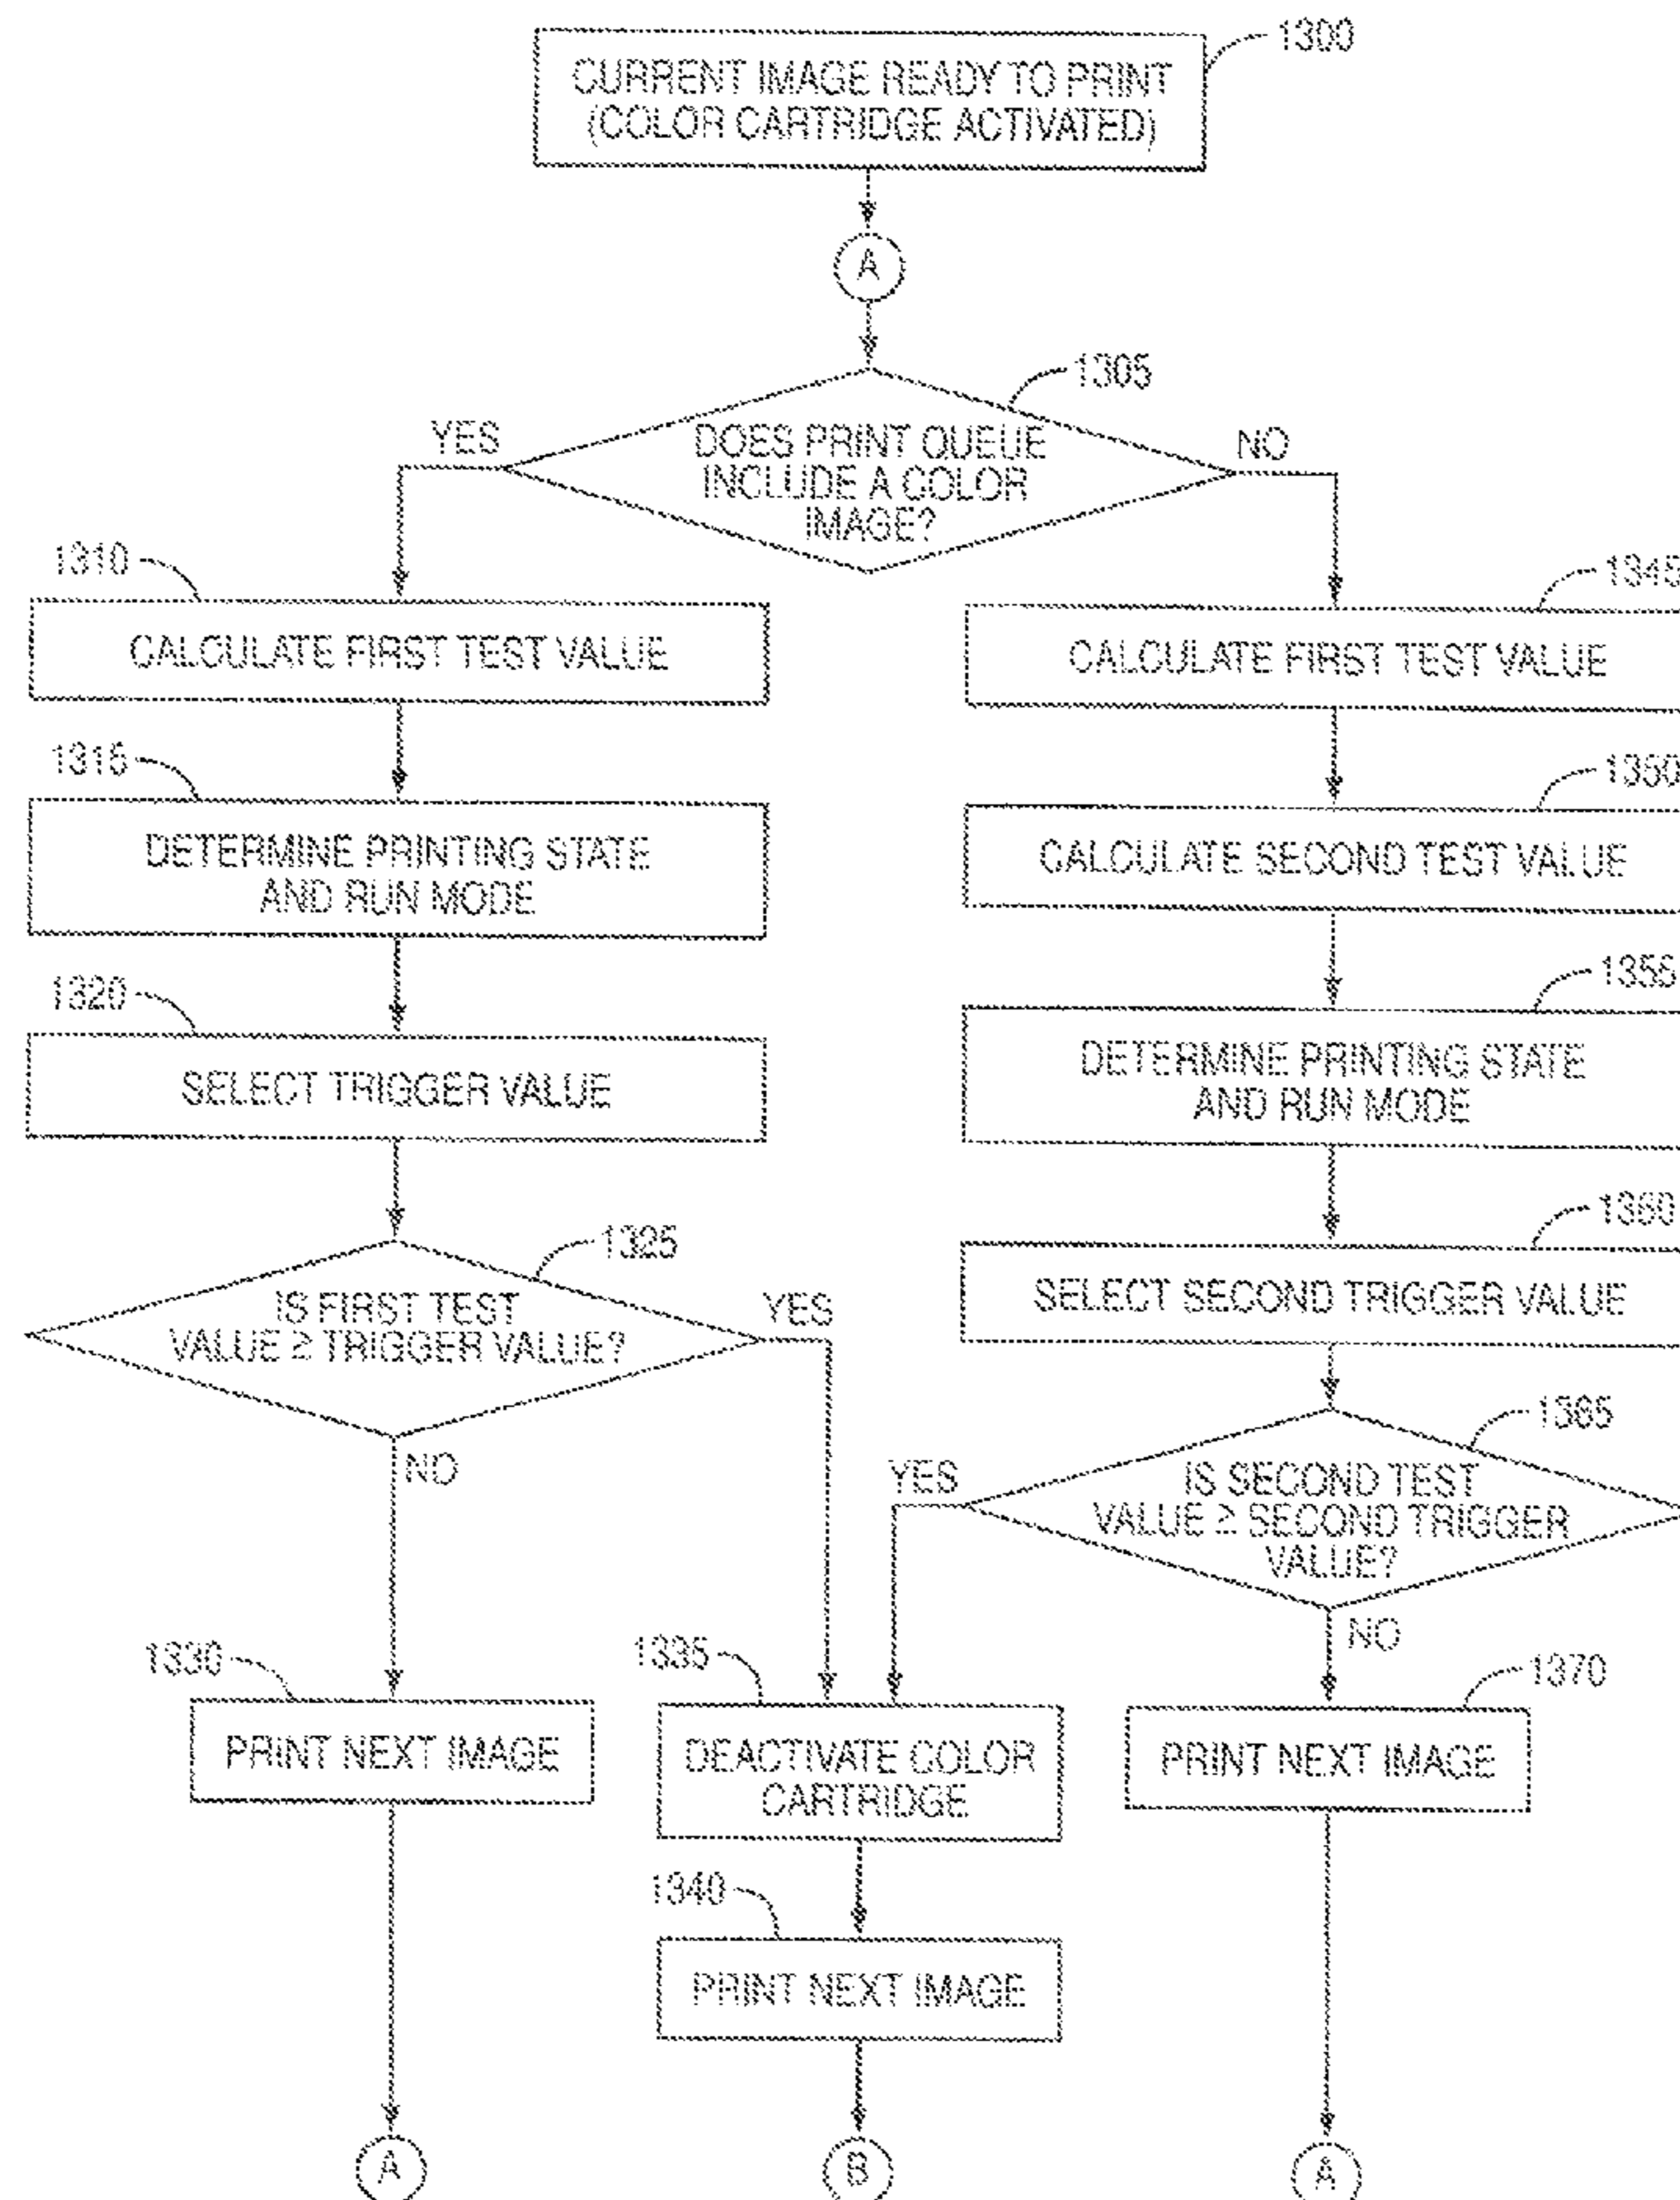 1300
CURRENT IMAGE READY TO PRINT
(COLOR CARTRIDGE ACTIVATED)
A
1305
YES
DOES PRINT QUEUE
INCLUDE A COLOR
IMAGE?
NO
1310
CALCULATE FIRST TEST VALUE
1315
DETERMINE PRINTING STATE
AND RUN MODE
1320
SELECT TRIGGER VALUE
1325
IS FIRST TEST
VALUE ≥ TRIGGER VALUE?
YES
NO
1330
PRINT NEXT IMAGE
A
1345
CALCULATE FIRST TEST VALUE
1350
CALCULATE SECOND TEST VALUE
1355
DETERMINE PRINTING STATE
AND RUN MODE
1360
SELECT SECOND TRIGGER VALUE
1365
YES
IS SECOND TEST
VALUE ≥ SECOND TRIGGER
VALUE?
NO
1335
DEACTIVATE COLOR
CARTRIDGE
1340
PRINT NEXT IMAGE
B
1370
PRINT NEXT IMAGE
A